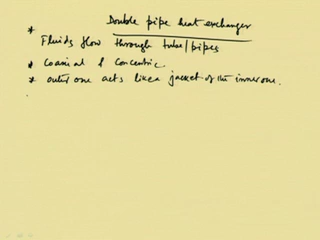 Double pipe heat exchanger
* Fluids flow through tube/pipes
* coaxial & concentric.
* outer one acts like a jacket of the inner one.